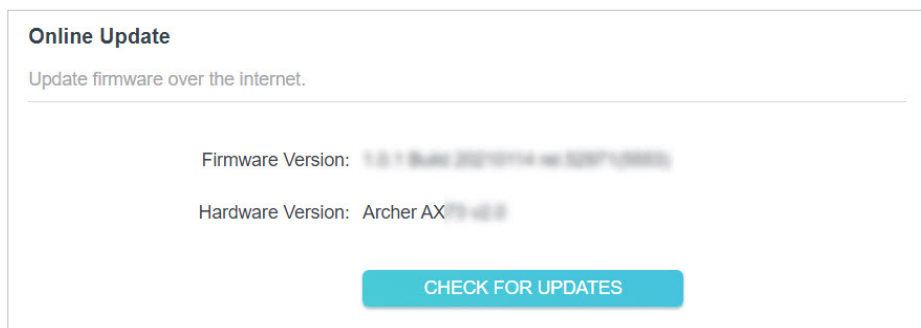 Online Update
Update firmware over the internet.
Firmware Version:
Hardware Version: Archer AX
CHECK FOR UPDATES